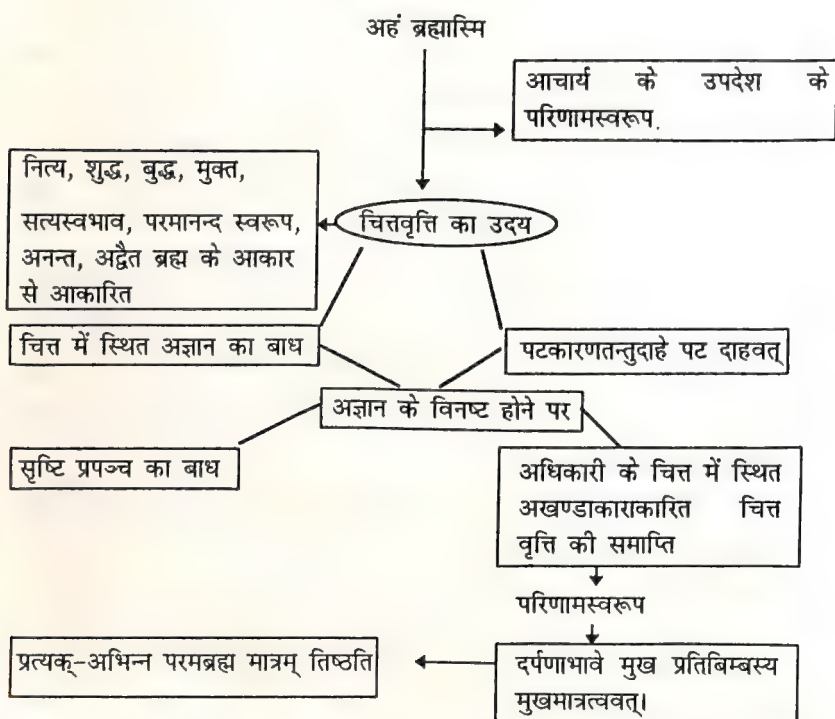 अहं ब्रह्मास्मि
आचार्य के उपदेश के
परिणामस्वरूप.
नित्य, शुद्ध, बुद्ध, मुक्त,
सत्यस्वभाव, परमानन्द स्वरूप,
अनन्त, अद्वैत ब्रह्म के आकार
से आकारित
चित्तवृत्ति का उदय
चित्त में स्थित अज्ञान का बाध
पटकारणतन्तुदाहे पट दाहवत्
अज्ञान के विनष्ट होने पर
सृष्टि प्रपञ्च का बाध
अधिकारी के चित्त में स्थित
अखण्डाकाराकारित चित्त
वृत्ति की समाप्ति
परिणामस्वरूप
दर्पणाभावे मुख प्रतिबिम्बस्य
मुखमात्रत्ववत्।
प्रत्यक्-अभिन्न परमब्रह्म मात्रम् तिष्ठति